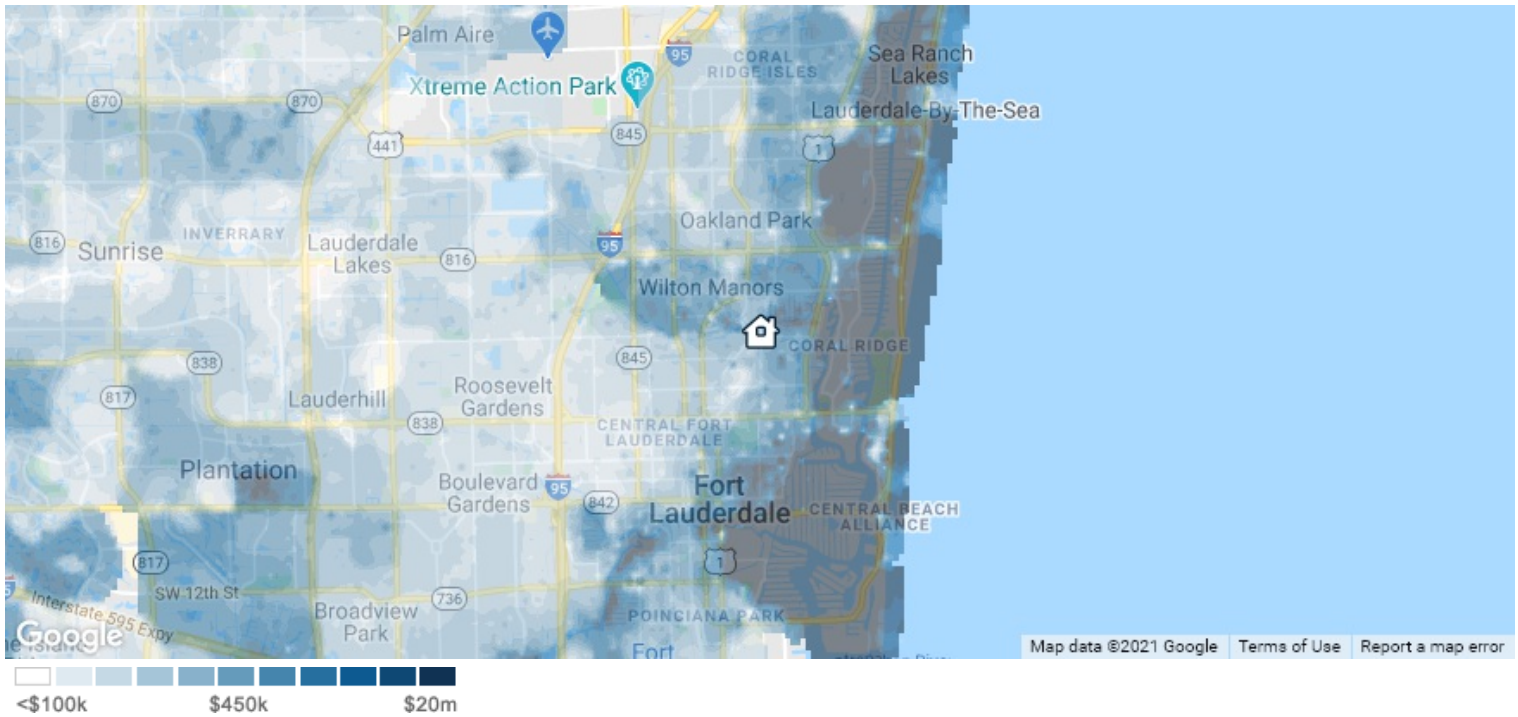 Palm Aire
95
CORAL
RIDGE ISLES
Sea Ranch
Lakes
Xtreme Action Park
870
870
Lauderdale-By-The-Sea
845
441
1
Oakland Park
816
Sunrise
INVERRARY
Lauderdale
Lakes
816
95
Wilton Manors
CORAL RIDGE
838
845
817
Lauderhill
Roosevelt
Gardens
838
CENTRAL FORT
LAUDERDALE
Plantation
Boulevard
Gardens
95
842
Fort
Lauderdale
CENTRAL BEACH
ALLIANCE
817
1
SW 12th St
736
Interstate 595 Expy
Broadview
Park
POINCIANA PARK
Google
Fort
Map data ©2021 Google
Terms of Use
Report a map error
<$100k
$450k
$20m